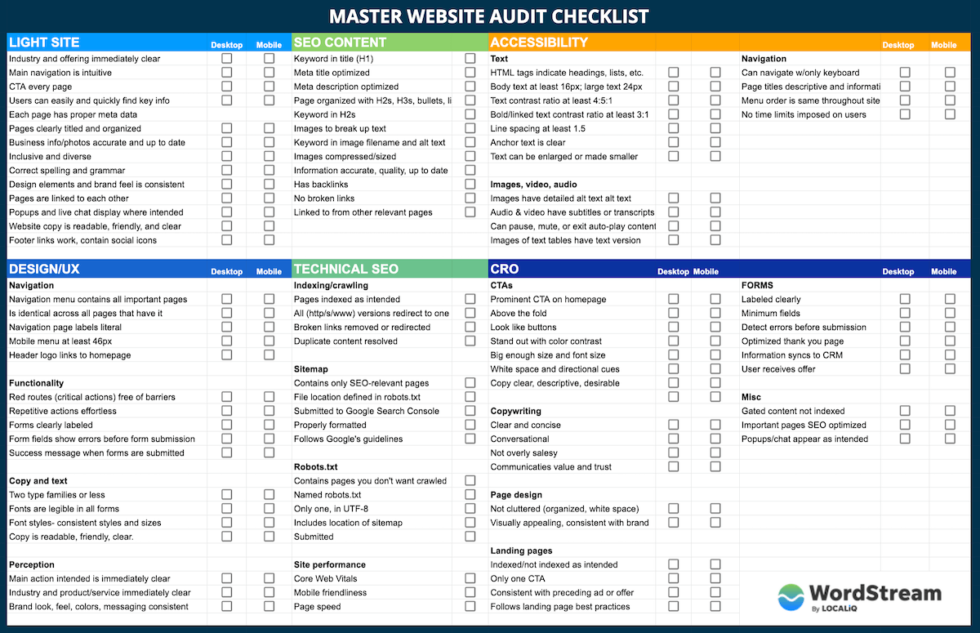 MASTER WEBSITE AUDIT CHECKLIST
LIGHT SITE Desktop Mobile
Industry and offering immediately clear
Main navigation is intuitive
CTA every page
Users can easily and quickly find key info
Each page has proper meta data
Pages clearly titled and organized
Business info/photos accurate and up to date
Inclusive and diverse
Correct spelling and grammar
Design elements and brand feel is consistent
Pages are linked to each other
Popups and live chat display where intended
Website copy is readable, friendly, and clear
Footer links work, contain social icons
SEO CONTENT
Keyword in title (H1)
Meta title optimized
Meta description optimized
Page organized with H2s, H3s, bullets, li
Keyword in H2s
Images to break up text
Keyword in image filename and alt text
Images compressed/sized
Information accurate, quality, up to date
Has backlinks
No broken links
Linked to from other relevant pages
ACCESSIBILITY Desktop Mobile
Text
HTML tags indicate headings, lists, etc.
Body text at least 16px; large text 24px
Text contrast ratio at least 4:5:1
Bold/linked text contrast ratio at least 3:1
Line spacing at least 1.5
Anchor text is clear
Text can be enlarged or made smaller
Images, video, audio
Images have detailed alt text alt text
Audio & video have subtitles or transcripts
Can pause, mute, or exit auto-play content
Images of text tables have text version
Navigation
Can navigate w/only keyboard
Page titles descriptive and informati
Menu order is same throughout site
No time limits imposed on users
DESIGN/UX Desktop Mobile
Navigation
Navigation menu contains all important pages
Is identical across all pages that have it
Navigation page labels literal
Mobile menu at least 46px
Header logo links to homepage
Functionality
Red routes (critical actions) free of barriers
Repetitive actions effortless
Forms clearly labeled
Form fields show errors before form submission
Success message when forms are submitted
Copy and text
Two type families or less
Fonts are legible in all forms
Font styles- consistent styles and sizes
Copy is readable, friendly, clear.
Perception
Main action intended is immediately clear
Industry and product/service immediately clear
Brand look, feel, colors, messaging consistent
TECHNICAL SEO
Indexing/crawling
Pages indexed as intended
All (http/s/www) versions redirect to one
Broken links removed or redirected
Duplicate content resolved
Sitemap
Contains only SEO-relevant pages
File location defined in robots.txt
Submitted to Google Search Console
Properly formatted
Follows Google's guidelines
Robots.txt
Contains pages you don't want crawled
Named robots.txt
Only one, in UTF-8
Includes location of sitemap
Submitted
Site performance
Core Web Vitals
Mobile friendliness
Page speed
CRO Desktop Mobile Desktop Mobile
CTAs
Prominent CTA on homepage
Above the fold
Look like buttons
Stand out with color contrast
Big enough size and font size
White space and directional cues
Copy clear, descriptive, desirable
Copywriting
Clear and concise
Conversational
Not overly salesy
Communicaties value and trust
Page design
Not cluttered (organized, white space)
Visually appealing, consistent with brand
Landing pages
Indexed/not indexed as intended
Only one CTA
Consistent with preceding ad or offer
Follows landing page best practices
FORMS
Labeled clearly
Minimum fields
Detect errors before submission
Optimized thank you page
Information syncs to CRM
User receives offer
Misc
Gated content not indexed
Important pages SEO optimized
Popups/chat appear as intended
WordStream
By LOCALiQ